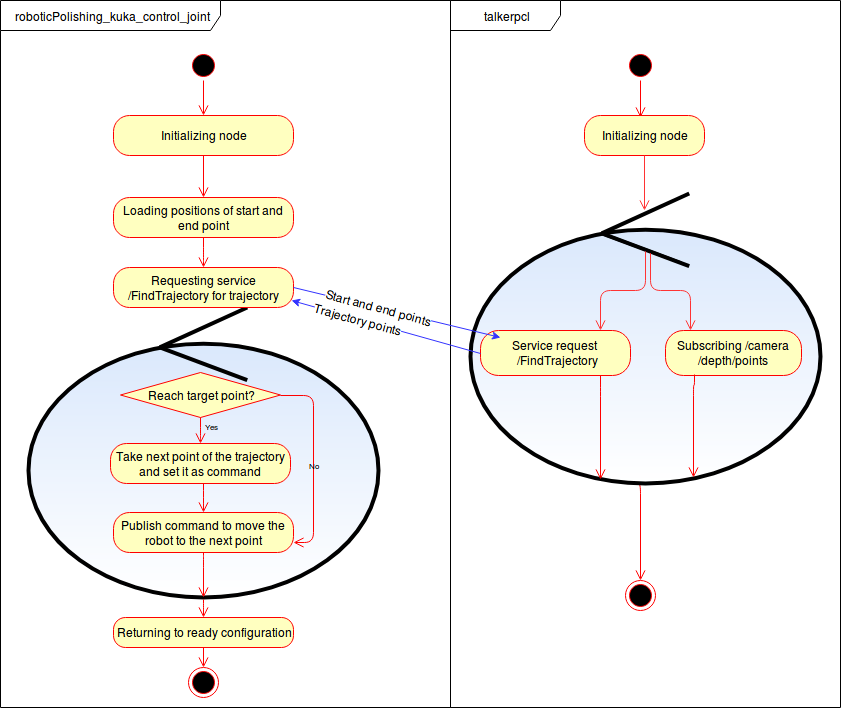 roboticPolishing_kuka_control_joint
Initializing node
Loading positions of start and
end point
Requesting service
/FindTrajectory for trajectory
Start and end points
Trajectory points
Reach target point?
Yes
No
Take next point of the trajectory
and set it as command
Publish command to move the
robot to the next point
Returning to ready configuration
talkerpcl
Initializing node
Service request
/FindTrajectory
Subscribing /camera
/depth/points